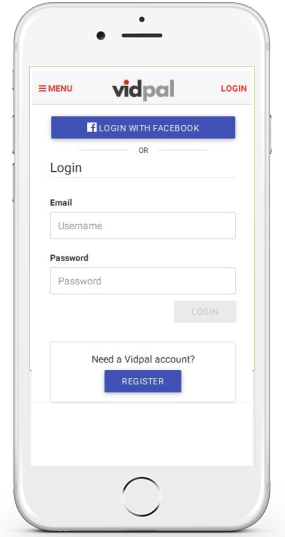 MENU
vidpal
LOGIN
LOGIN WITH FACEBOOK
OR
Login
Email
Username
Password
Password
LOGIN
Need a Vidpal account?
REGISTER